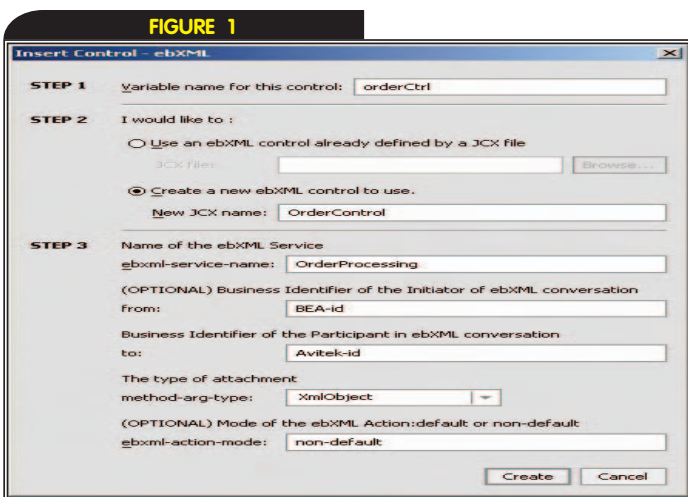 FIGURE 1
Insert Control - ebXML
STEP 1 Variable name for this control: orderCtrl
STEP 2 I would like to :
Use an ebXML control already defined by a JCX file
JCX file: Browse...
Create a new ebXML control to use.
New JCX name: OrderControl
STEP 3 Name of the ebXML Service
ebxml-service-name: OrderProcessing
(OPTIONAL) Business Identifier of the Initiator of ebXML conversation
from: BEA-id
Business Identifier of the Participant in ebXML conversation
to: Avitek-id
The type of attachment
method-arg-type: XmlObject
(OPTIONAL) Mode of the ebXML Action:default or non-default
ebxml-action-mode: non-default
Create Cancel